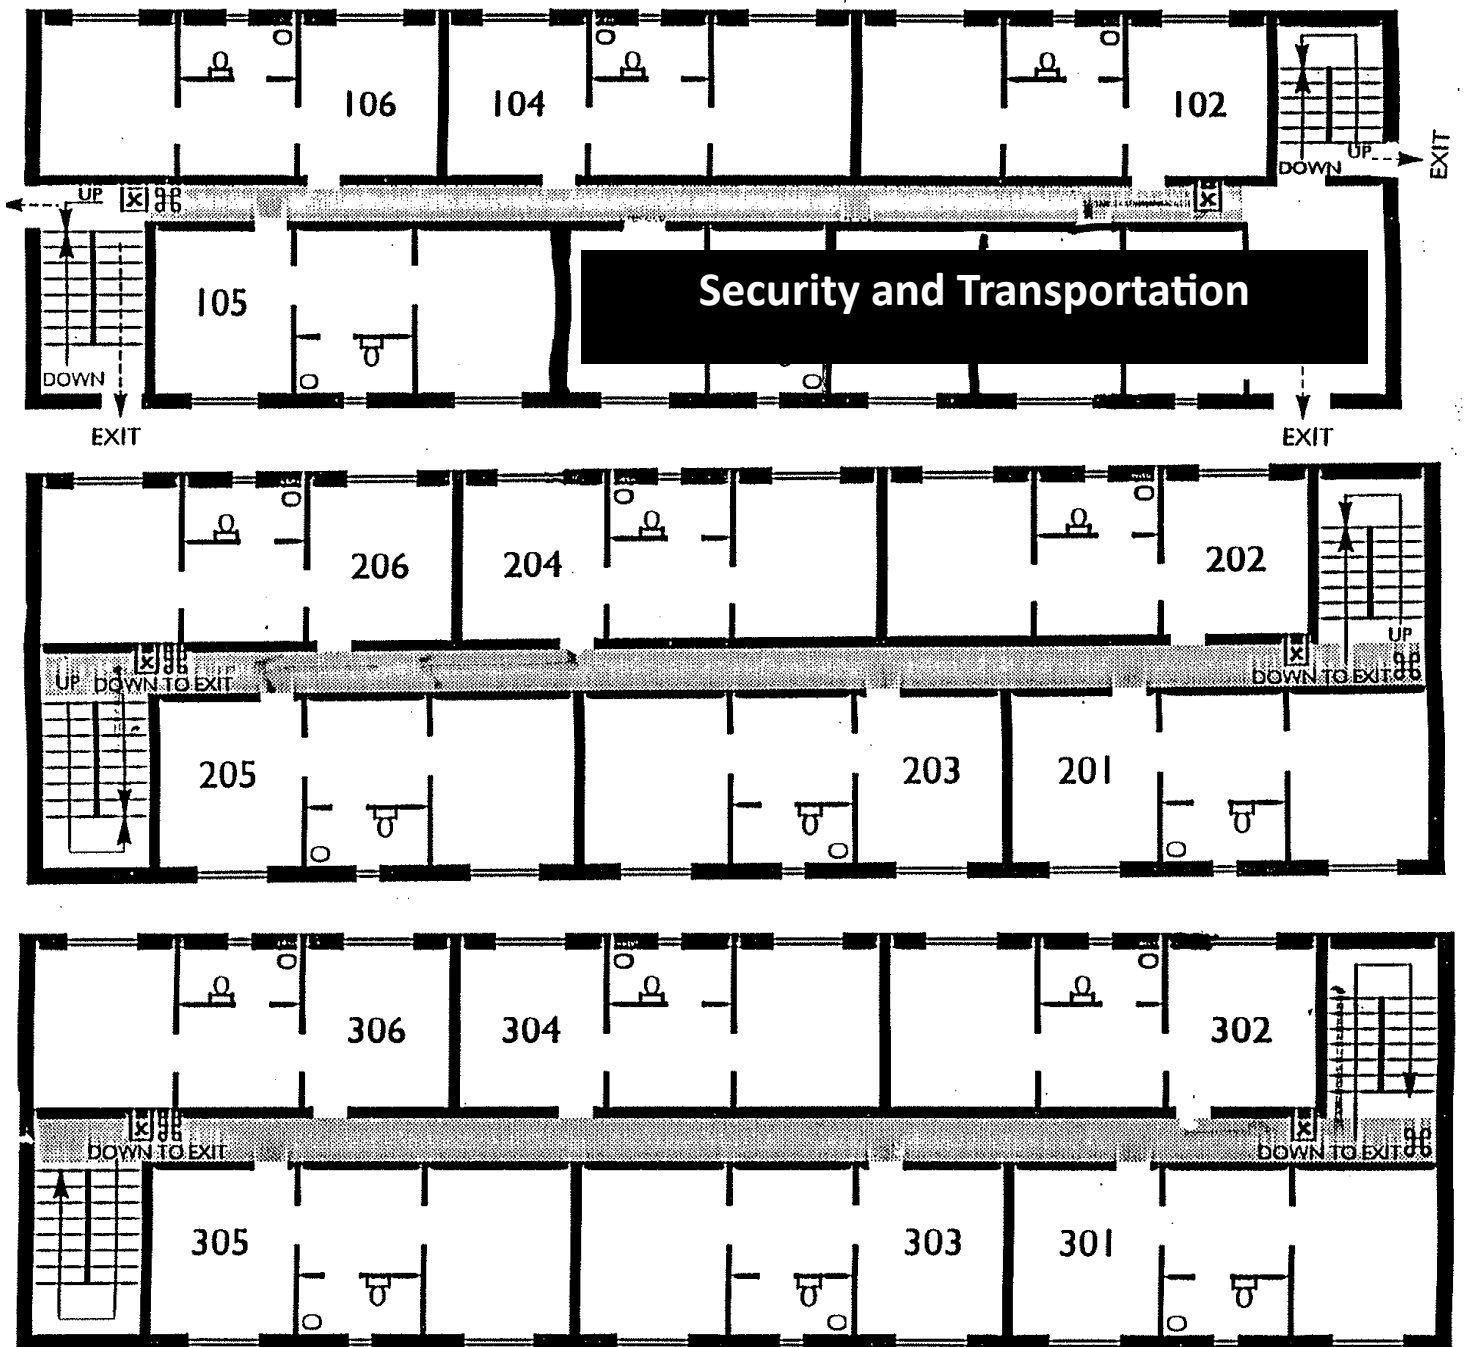 106
104
102
UP
DOWN
EXIT
UP
x
x
105
Security and Transportation
DOWN
EXIT
EXIT
206
204
202
UP
x
x
UP
DOWN TO EXIT
DOWN TO EXIT
205
203
201
306
304
302
x
x
DOWN TO EXIT
DOWN TO EXIT
305
303
301